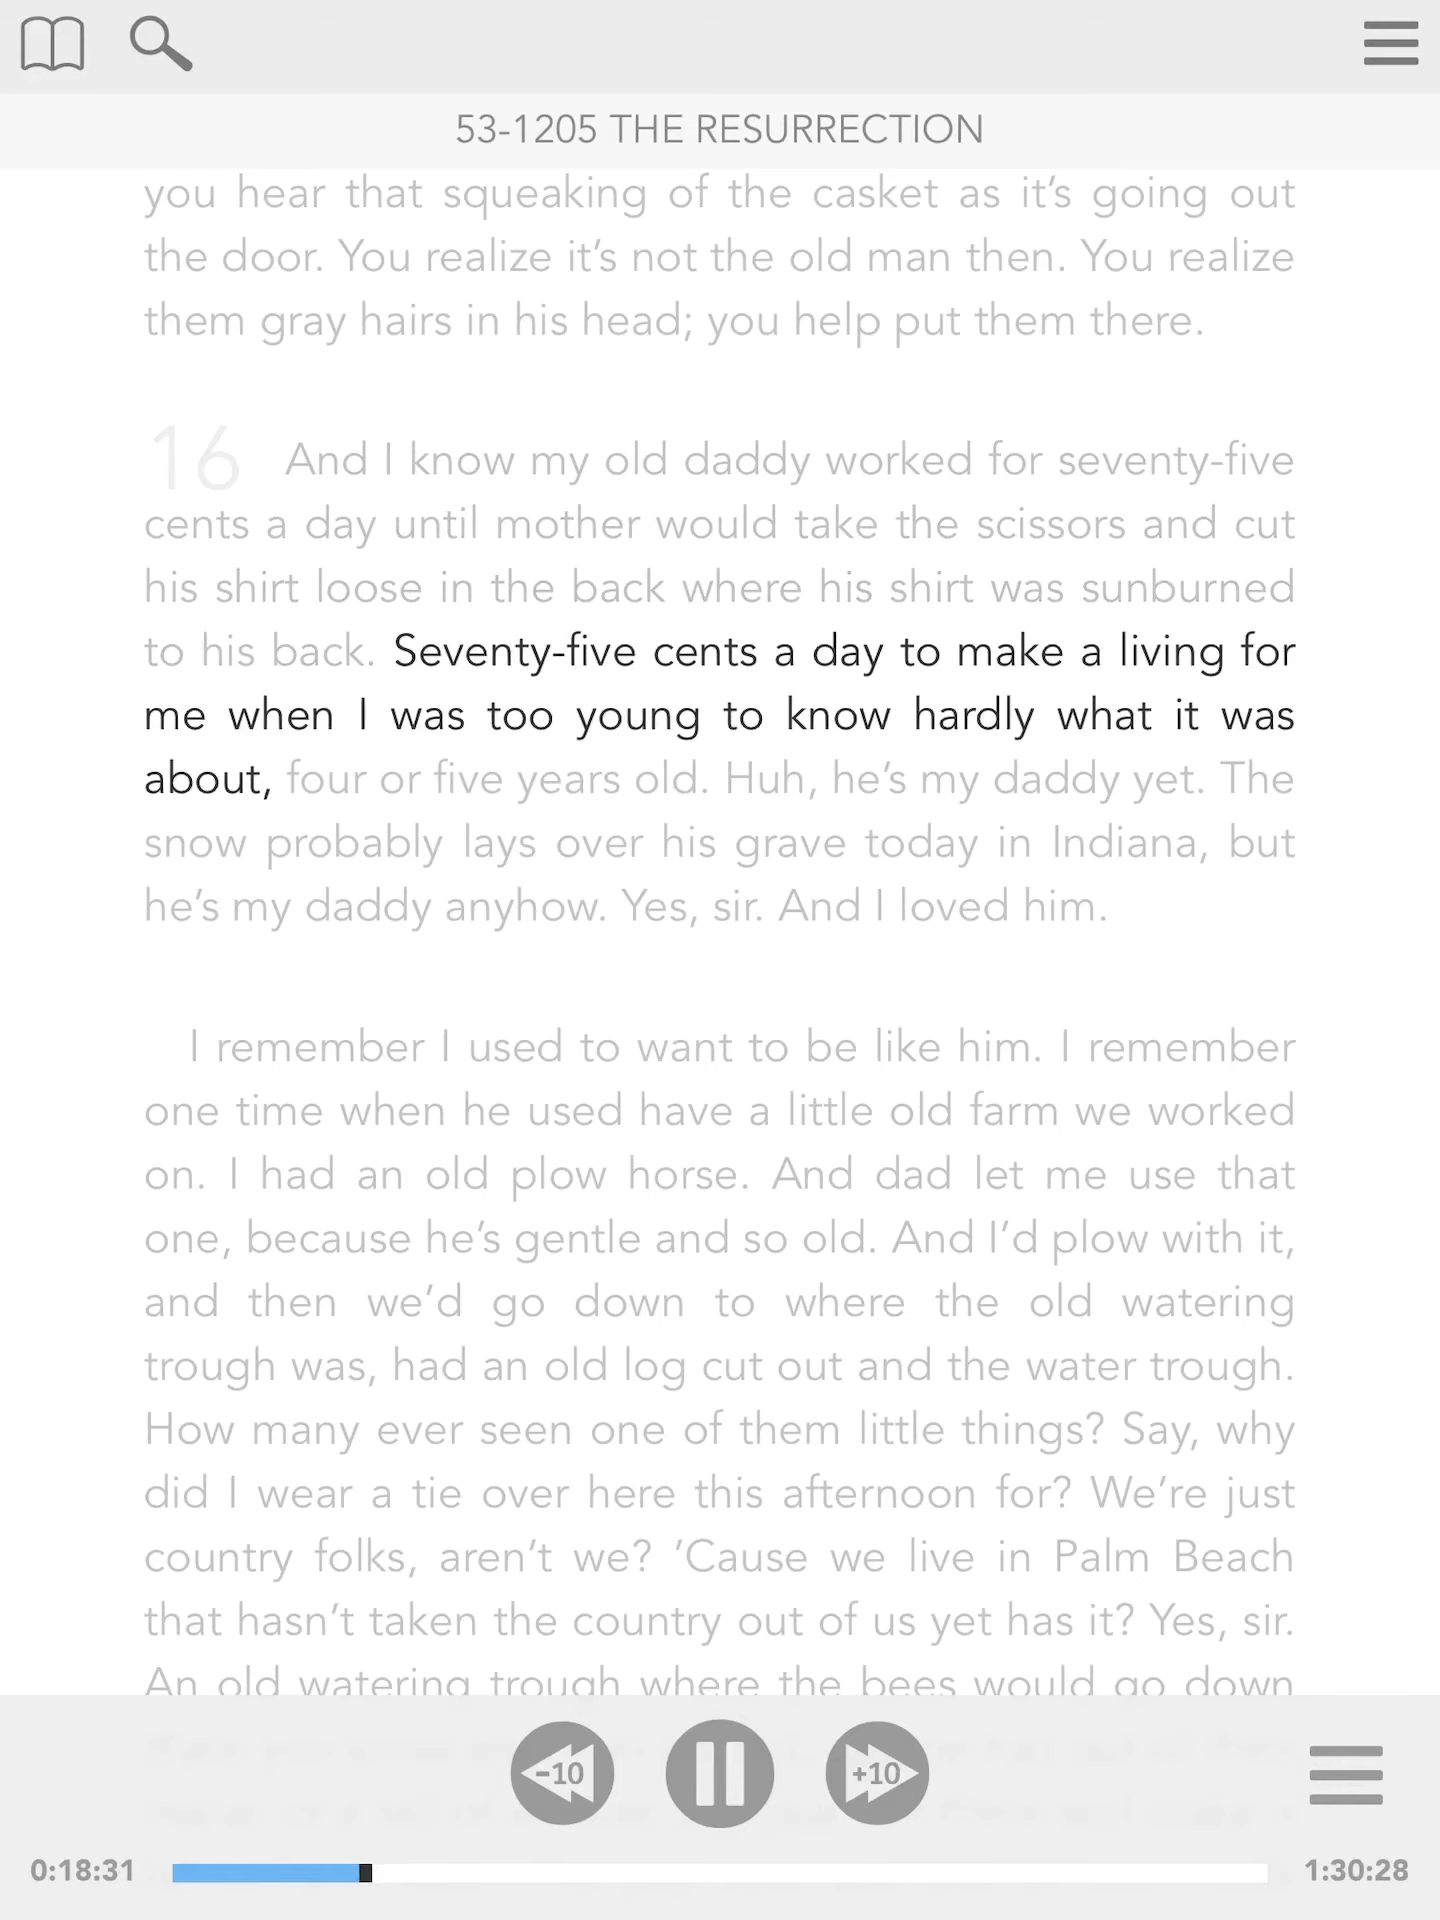 53-1205 THE RESURRECTION
you hear that squeaking of the casket as it’s going out
the door. You realize it’s not the old man then. You realize
them gray hairs in his head; you help put them there.
16 And I know my old daddy worked for seventy-five
cents a day until mother would take the scissors and cut
his shirt loose in the back where his shirt was sunburned
to his back. Seventy-five cents a day to make a living for
me when I was too young to know hardly what it was
about, four or five years old. Huh, he’s my daddy yet. The
snow probably lays over his grave today in Indiana, but
he’s my daddy anyhow. Yes, sir. And I loved him.
I remember I used to want to be like him. I remember
one time when he used have a little old farm we worked
on. I had an old plow horse. And dad let me use that
one, because he’s gentle and so old. And I’d plow with it,
and then we’d go down to where the old watering
trough was, had an old log cut out and the water trough.
How many ever seen one of them little things? Say, why
did I wear a tie over here this afternoon for? We’re just
country folks, aren’t we? ’Cause we live in Palm Beach
that hasn’t taken the country out of us yet has it? Yes, sir.
An old watering trough where the bees would go down
-10 +10
0:18:31 1:30:28